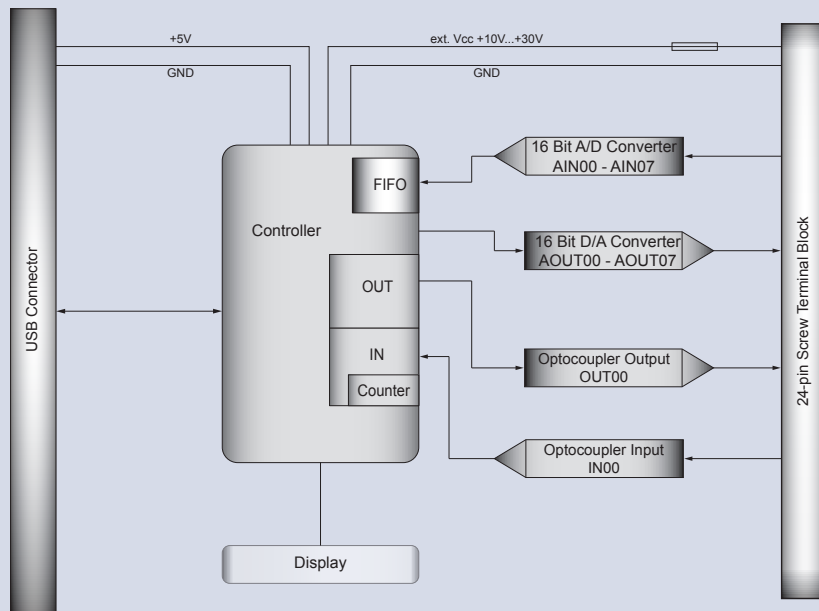 +5V
ext. Vcc +10V...+30V
GND
GND
USB Connector
24-pin Screw Terminal Block
16 Bit A/D Converter
AIN00 - AIN07
FIFO
Controller
16 Bit D/A Converter
AOUT00 - AOUT07
OUT
IN
Counter
Optocoupler Output
OUT00
Optocoupler Input
IN00
Display